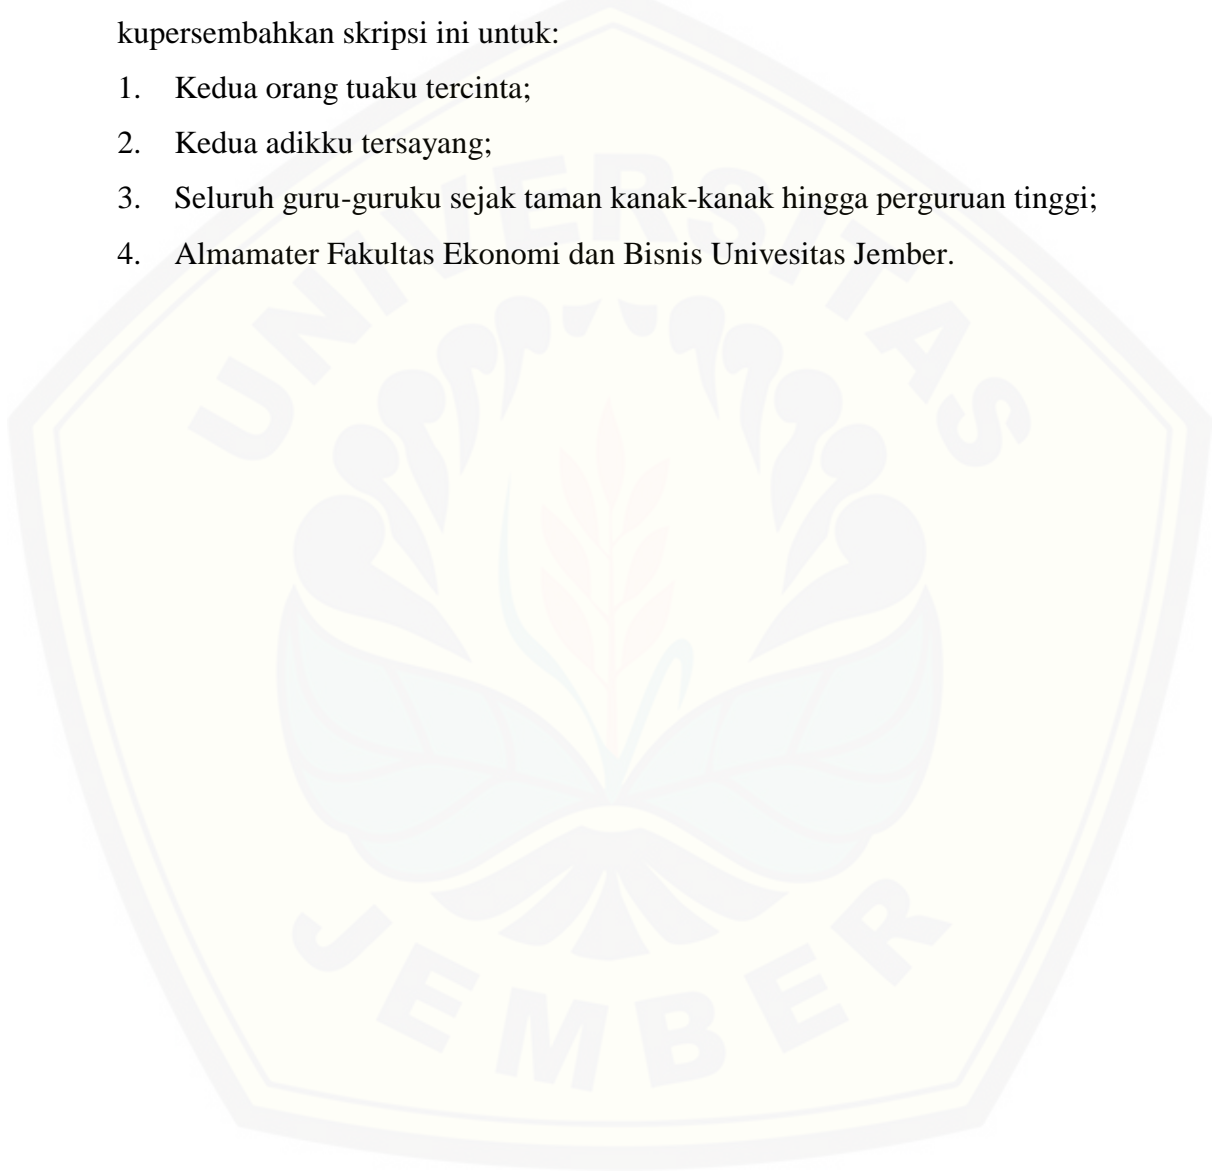 kupersembahkan skripsi ini untuk:
1. Kedua orang tuaku tercinta;
2. Kedua adikku tersayang;
3. Seluruh guru-guruku sejak taman kanak-kanak hingga perguruan tinggi;
4. Almamater Fakultas Ekonomi dan Bisnis Univesitas Jember.
UNIVERSITAS
JEMBER